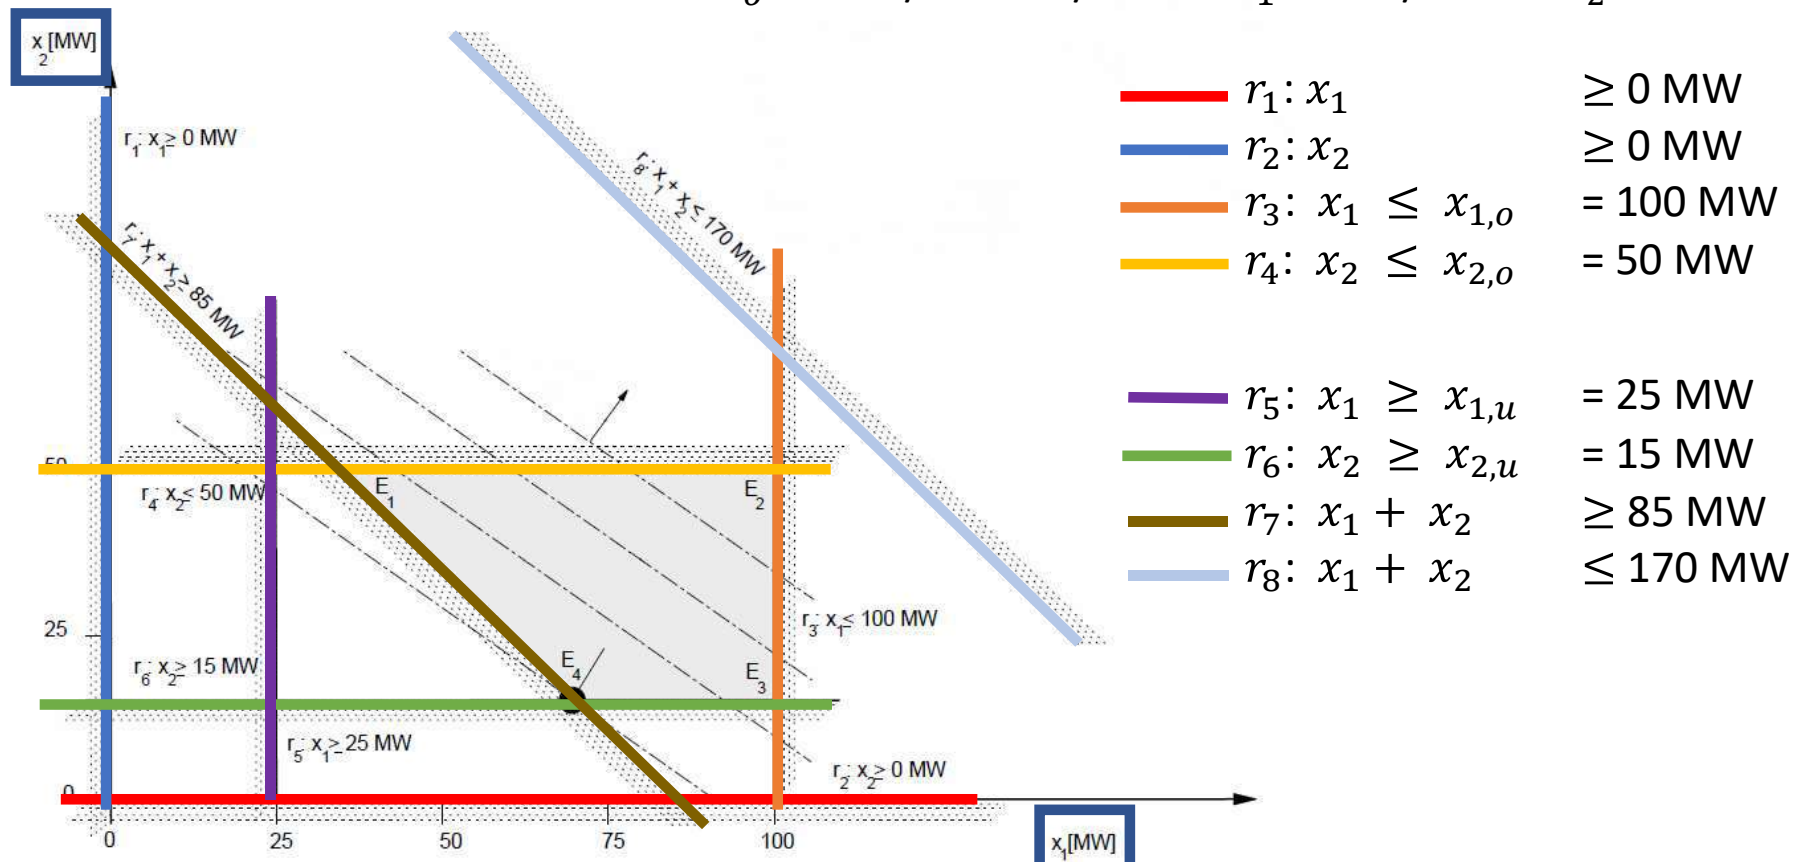 x₂[MW]
r₁: x₁ ≥ 0 MW
r₇: x₁ + x₂ ≥ 85 MW
r₈: x₁ + x₂ ≤ 170 MW
r₄: x₂ ≤ 50 MW
E₁
E₂
25
r₆: x₂ ≥ 15 MW
E₄
E₃
r₃: x₁ ≤ 100 MW
r₅: x₁ ≥ 25 MW
r₂: x₂ ≥ 0 MW
0 25 50 75 100
x₁[MW]
r₁: x₁ ≥ 0 MW
r₂: x₂ ≥ 0 MW
r₃: x₁ ≤ x₁,ₒ = 100 MW
r₄: x₂ ≤ x₂,ₒ = 50 MW
r₅: x₁ ≥ x₁,ᵤ = 25 MW
r₆: x₂ ≥ x₂,ᵤ = 15 MW
r₇: x₁ + x₂ ≥ 85 MW
r₈: x₁ + x₂ ≤ 170 MW